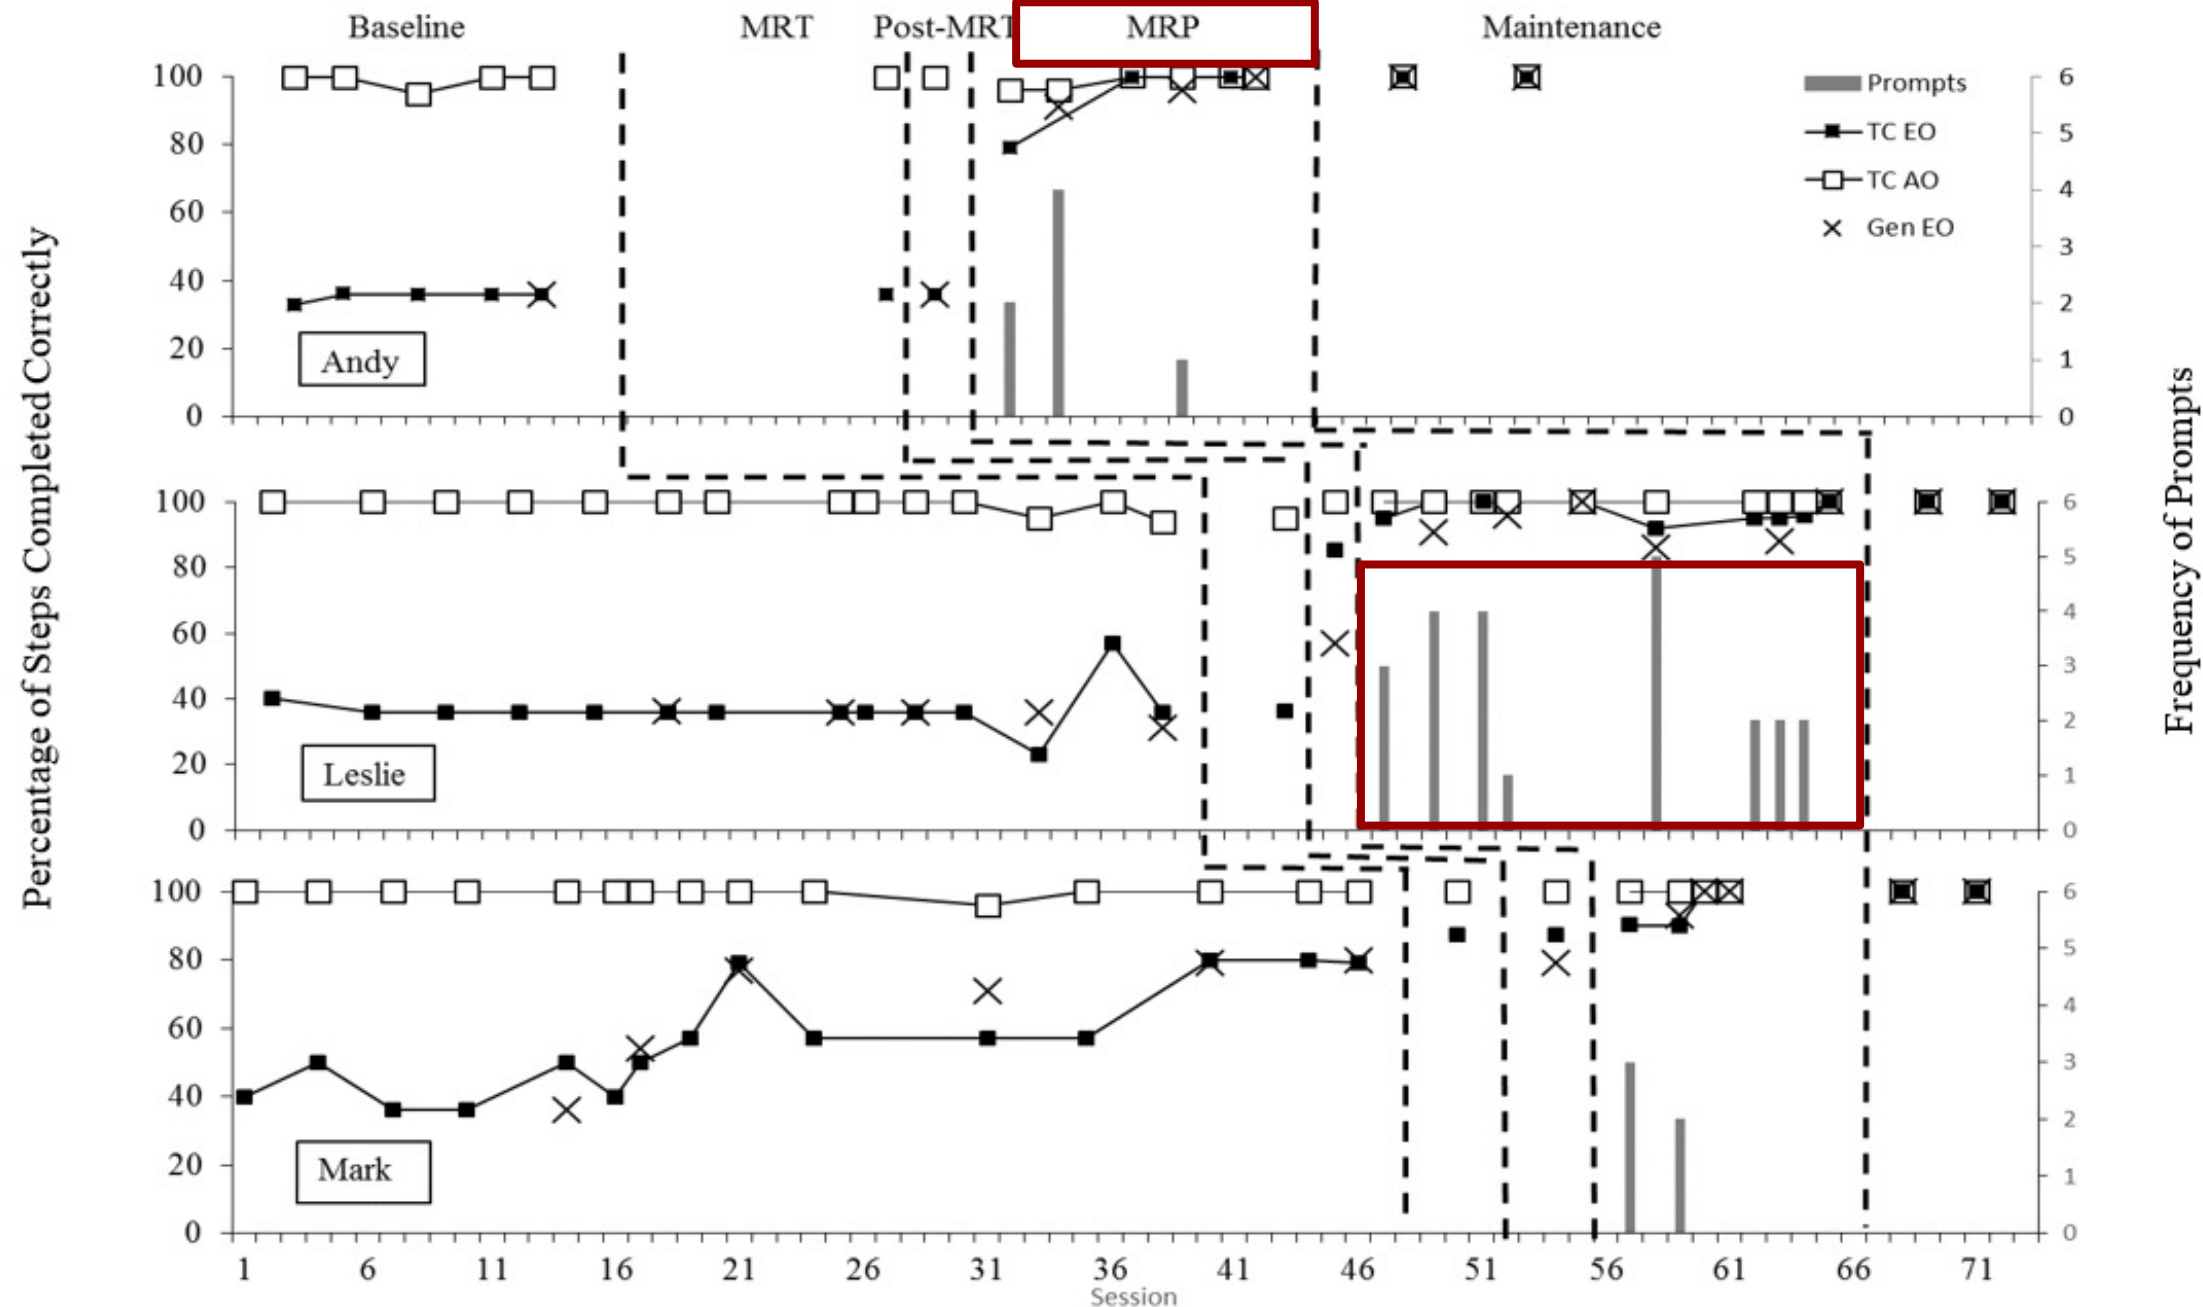 Baseline MRT Post-MRT MRP Maintenance
100 80 60 40 20 0
6 5 4 3 2 1 0
Prompts
TC EO
TC AO
Gen EO
Andy
Percentage of Steps Completed Correctly
Frequency of Prompts
100 80 60 40 20 0
6 5 4 3 2 1 0
Leslie
100 80 60 40 20 0
6 5 4 3 2 1 0
Mark
1 6 11 16 21 26 31 36 41 46 51 56 61 66 71
Session